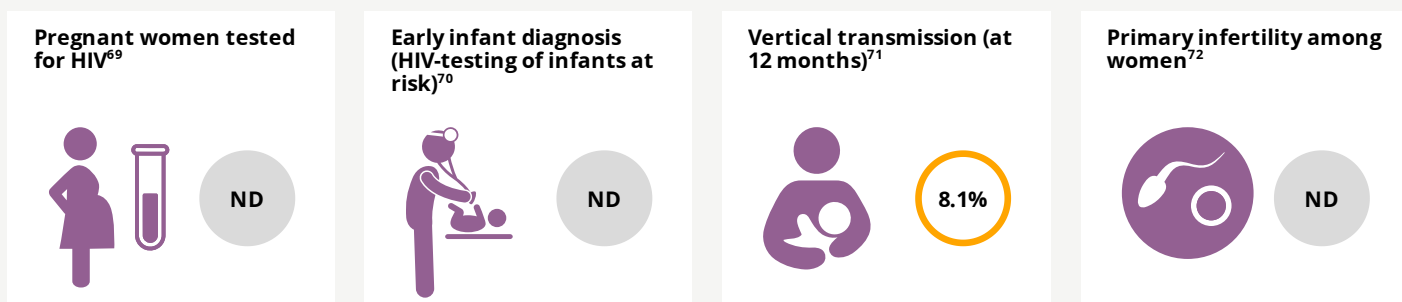 Pregnant women tested
for HIV69
ND
Early infant diagnosis
(HIV-testing of infants at
risk)70
ND
Vertical transmission (at
12 months)71
8.1%
Primary infertility among
women72
ND